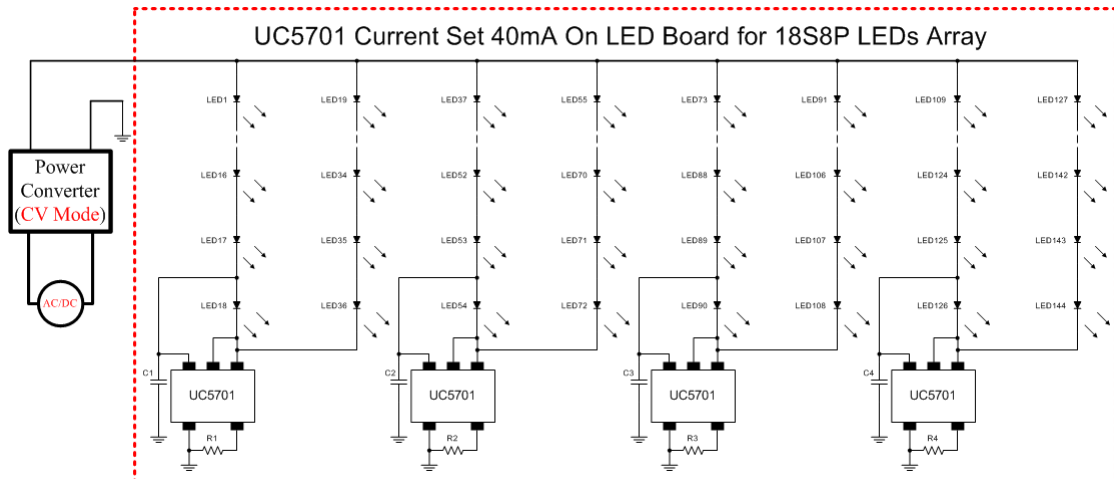 UC5701 Current Set 40mA On LED Board for 18S8P LEDs Array
LED1 LED19 LED37 LED55 LED73 LED91 LED109 LED127
Power
Converter
(CV Mode)
LED16 LED34 LED52 LED70 LED88 LED106 LED124 LED142
LED17 LED35 LED53 LED71 LED89 LED107 LED125 LED143
AC/DC
LED18 LED36 LED54 LED72 LED90 LED108 LED126 LED144
C1 C2 C3 C4
UC5701 UC5701 UC5701 UC5701
R1 R2 R3 R4